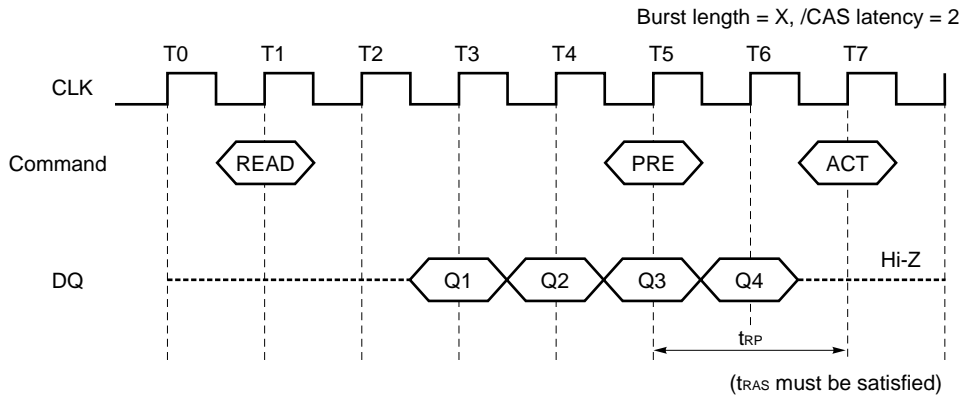 Burst length = X, /CAS latency = 2
T0 T1 T2 T3 T4 T5 T6 T7
CLK
Command READ PRE ACT
DQ Q1 Q2 Q3 Q4 Hi-Z
tRP
(tRAS must be satisfied)